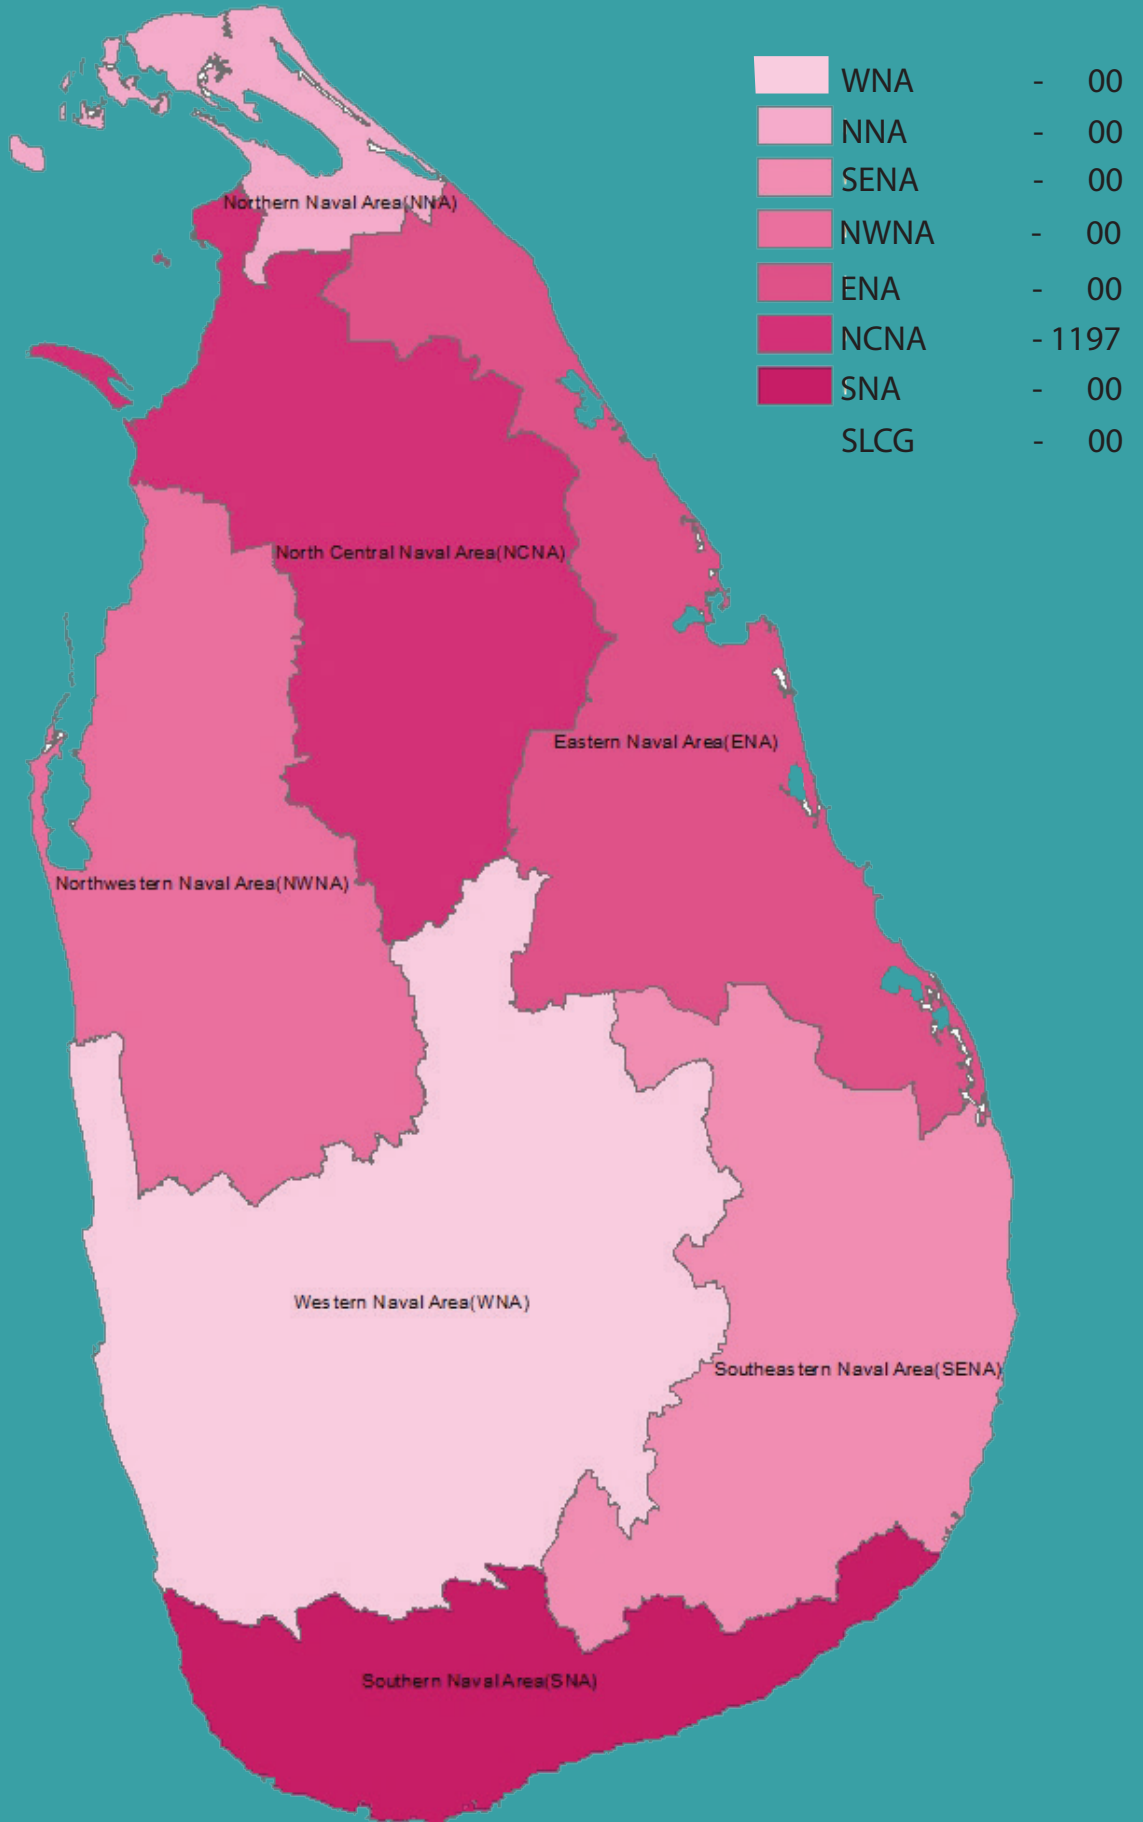 WNA - 00
NNA - 00
SENA - 00
NWNA - 00
ENA - 00
NCNA - 1197
SNA - 00
SLCG - 00
Northern Naval Area(NNA)
North Central Naval Area(NCNA)
Eastern Naval Area(ENA)
Northwestern Naval Area(NWNA)
Western Naval Area(WNA)
Southeastern Naval Area(SENA)
Southern Naval Area(SNA)